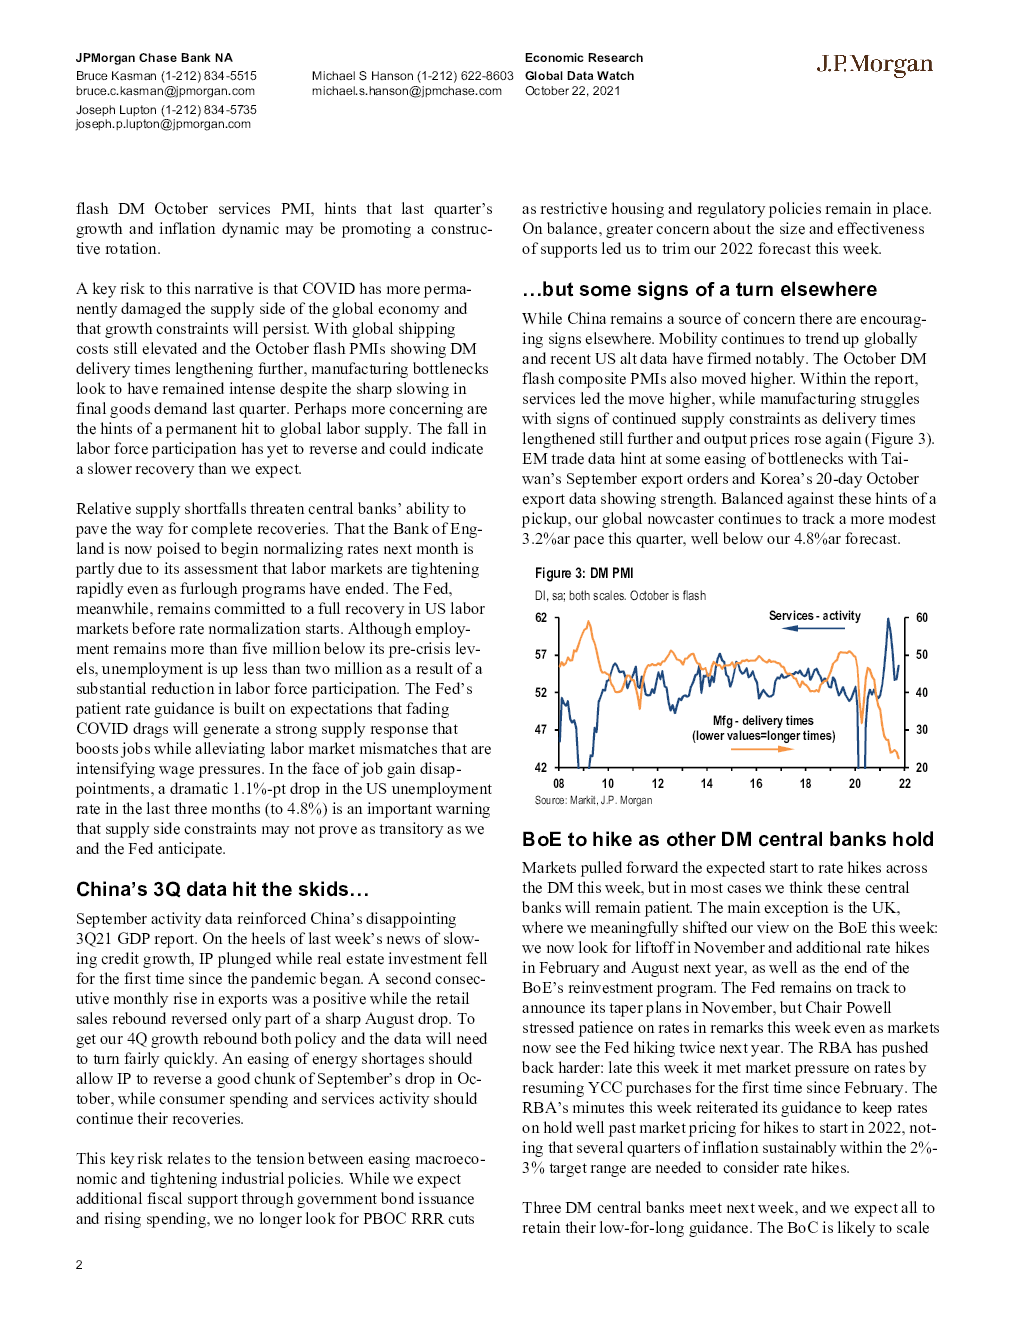 JPMorgan Chase Bank NA
Bruce Kasman (1-212) 834-5515
bruce.c.kasman@jpmorgan.com
Joseph Lupton (1-212) 834-5735
joseph.p.lupton@jpmorgan.com
Michael S Hanson (1-212) 622-8603
michael.s.hanson@jpmchase.com
Economic Research
Global Data Watch
October 22, 2021
J.P.Morgan
flash DM October services PMI, hints that last quarter's
growth and inflation dynamic may be promoting a construc-
tive rotation.
A key risk to this narrative is that COVID has more perma-
nently damaged the supply side of the global economy and
that growth constraints will persist. With global shipping
costs still elevated and the October flash PMIs showing DM
delivery times lengthening further, manufacturing bottlenecks
look to have remained intense despite the sharp slowing in
final goods demand last quarter. Perhaps more concerning are
the hints of a permanent hit to global labor supply. The fall in
labor force participation has yet to reverse and could indicate
a slower recovery than we expect.
Relative supply shortfalls threaten central banks' ability to
pave the way for complete recoveries. That the Bank of Eng-
land is now poised to begin normalizing rates next month is
partly due to its assessment that labor markets are tightening
rapidly even as furlough programs have ended. The Fed,
meanwhile, remains committed to a full recovery in US labor
markets before rate normalization starts. Although employ-
ment remains more than five million below its pre-crisis lev-
els, unemployment is up less than two million as a result of a
substantial reduction in labor force participation. The Fed's
patient rate guidance is built on expectations that fading
COVID drags will generate a strong supply response that
boosts jobs while alleviating labor market mismatches that are
intensifying wage pressures. In the face of job gain disap-
pointments, a dramatic 1.1%-pt drop in the US unemployment
rate in the last three months (to 4.8%) is an important warning
that supply side constraints may not prove as transitory as we
and the Fed anticipate.
China's 3Q data hit the skids…
September activity data reinforced China's disappointing
3Q21 GDP report. On the heels of last week's news of slow-
ing credit growth, IP plunged while real estate investment fell
for the first time since the pandemic began. A second consec-
utive monthly rise in exports was a positive while the retail
sales rebound reversed only part of a sharp August drop. To
get our 4Q growth rebound both policy and the data will need
to turn fairly quickly. An easing of energy shortages should
allow IP to reverse a good chunk of September's drop in Oc-
tober, while consumer spending and services activity should
continue their recoveries.
This key risk relates to the tension between easing macroeco-
nomic and tightening industrial policies. While we expect
additional fiscal support through government bond issuance
and rising spending, we no longer look for PBOC RRR cuts
as restrictive housing and regulatory policies remain in place.
On balance, greater concern about the size and effectiveness
of supports led us to trim our 2022 forecast this week.
…but some signs of a turn elsewhere
While China remains a source of concern there are encourag-
ing signs elsewhere. Mobility continues to trend up globally
and recent US alt data have firmed notably. The October DM
flash composite PMIs also moved higher. Within the report,
services led the move higher, while manufacturing struggles
with signs of continued supply constraints as delivery times
lengthened still further and output prices rose again (Figure 3).
EM trade data hint at some easing of bottlenecks with Tai-
wan's September export orders and Korea's 20-day October
export data showing strength. Balanced against these hints of a
pickup, our global nowcaster continues to track a more modest
3.2%ar pace this quarter, well below our 4.8%ar forecast.
Figure 3: DM PMI
DI, sa; both scales. October is flash
62
57
52
47
42
60
50
40
30
20
Services - activity
Mfg - delivery times
(lower values=longer times)
08 10 12 14 16 18 20 22
Source: Markit, J.P. Morgan
BoE to hike as other DM central banks hold
Markets pulled forward the expected start to rate hikes across
the DM this week, but in most cases we think these central
banks will remain patient. The main exception is the UK,
where we meaningfully shifted our view on the BoE this week:
we now look for liftoff in November and additional rate hikes
in February and August next year, as well as the end of the
BoE's reinvestment program. The Fed remains on track to
announce its taper plans in November, but Chair Powell
stressed patience on rates in remarks this week even as markets
now see the Fed hiking twice next year. The RBA has pushed
back harder: late this week it met market pressure on rates by
resuming YCC purchases for the first time since February. The
RBA's minutes this week reiterated its guidance to keep rates
on hold well past market pricing for hikes to start in 2022, not-
ing that several quarters of inflation sustainably within the 2%-
3% target range are needed to consider rate hikes.
Three DM central banks meet next week, and we expect all to
retain their low-for-long guidance. The BoC is likely to scale
2